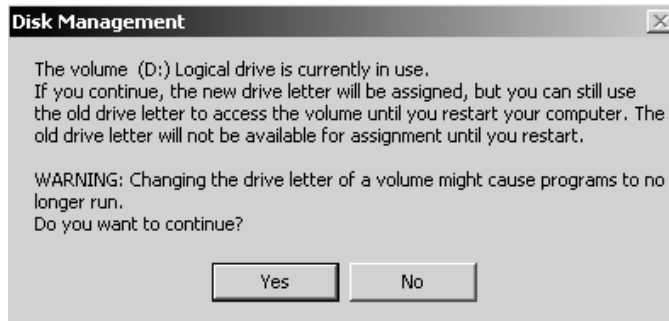 Disk Management
The volume (D:) Logical drive is currently in use.
If you continue, the new drive letter will be assigned, but you can still use
the old drive letter to access the volume until you restart your computer. The
old drive letter will not be available for assignment until you restart.
WARNING: Changing the drive letter of a volume might cause programs to no
longer run.
Do you want to continue?
Yes No